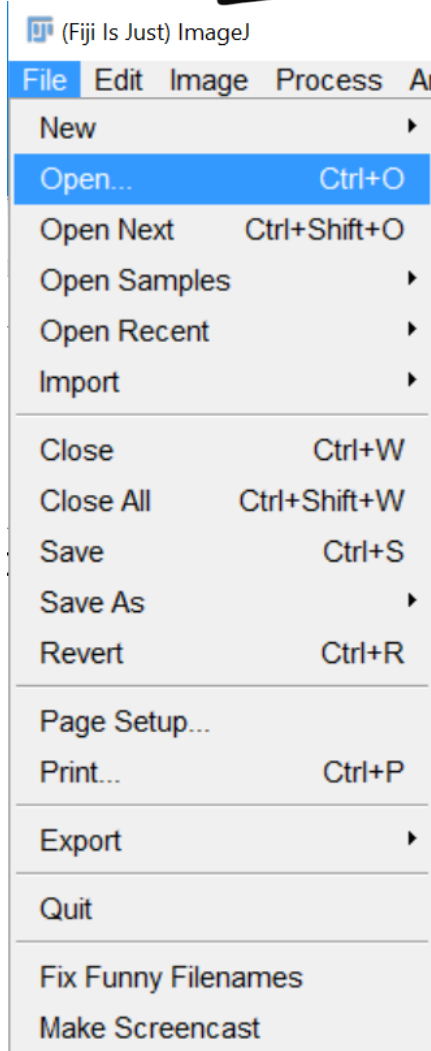 (Fiji Is Just) ImageJ
File Edit Image Process
New
Open... Ctrl+O
Open Next Ctrl+Shift+O
Open Samples
Open Recent
Import
Close Ctrl+W
Close All Ctrl+Shift+W
Save Ctrl+S
Save As
Revert Ctrl+R
Page Setup...
Print... Ctrl+P
Export
Quit
Fix Funny Filenames
Make Screencast